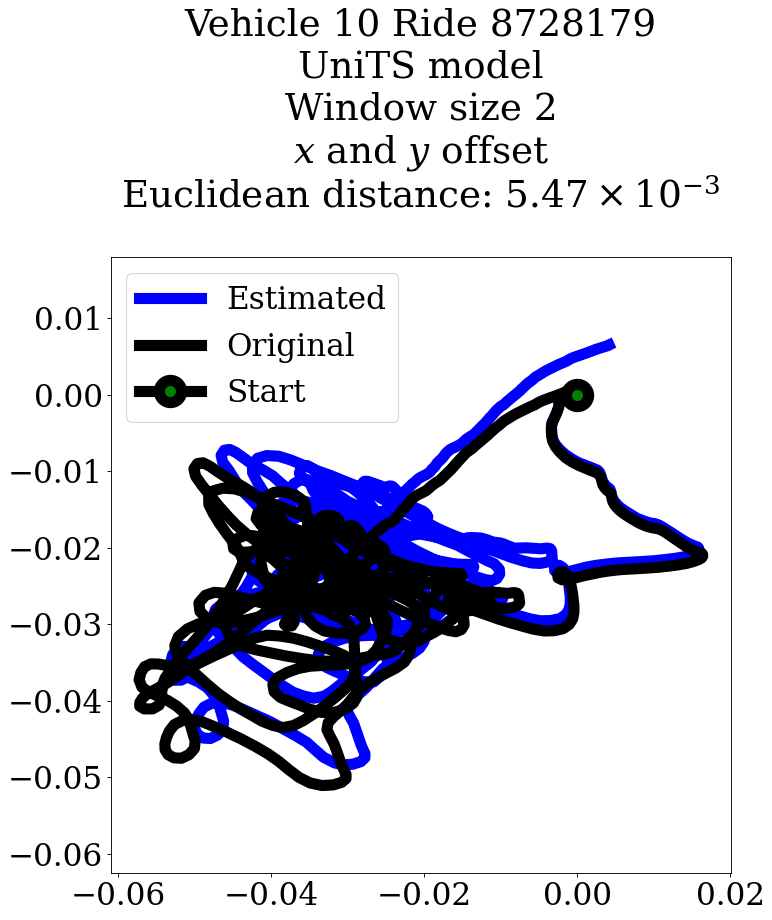 Vehicle 10 Ride 8728179
UniTS model
Window size 2
x and y offset
Euclidean distance: 5.47 × 10⁻³
Estimated
Original
Start
0.01
0.00
−0.01
−0.02
−0.03
−0.04
−0.05
−0.06
−0.06 −0.04 −0.02 0.00 0.02